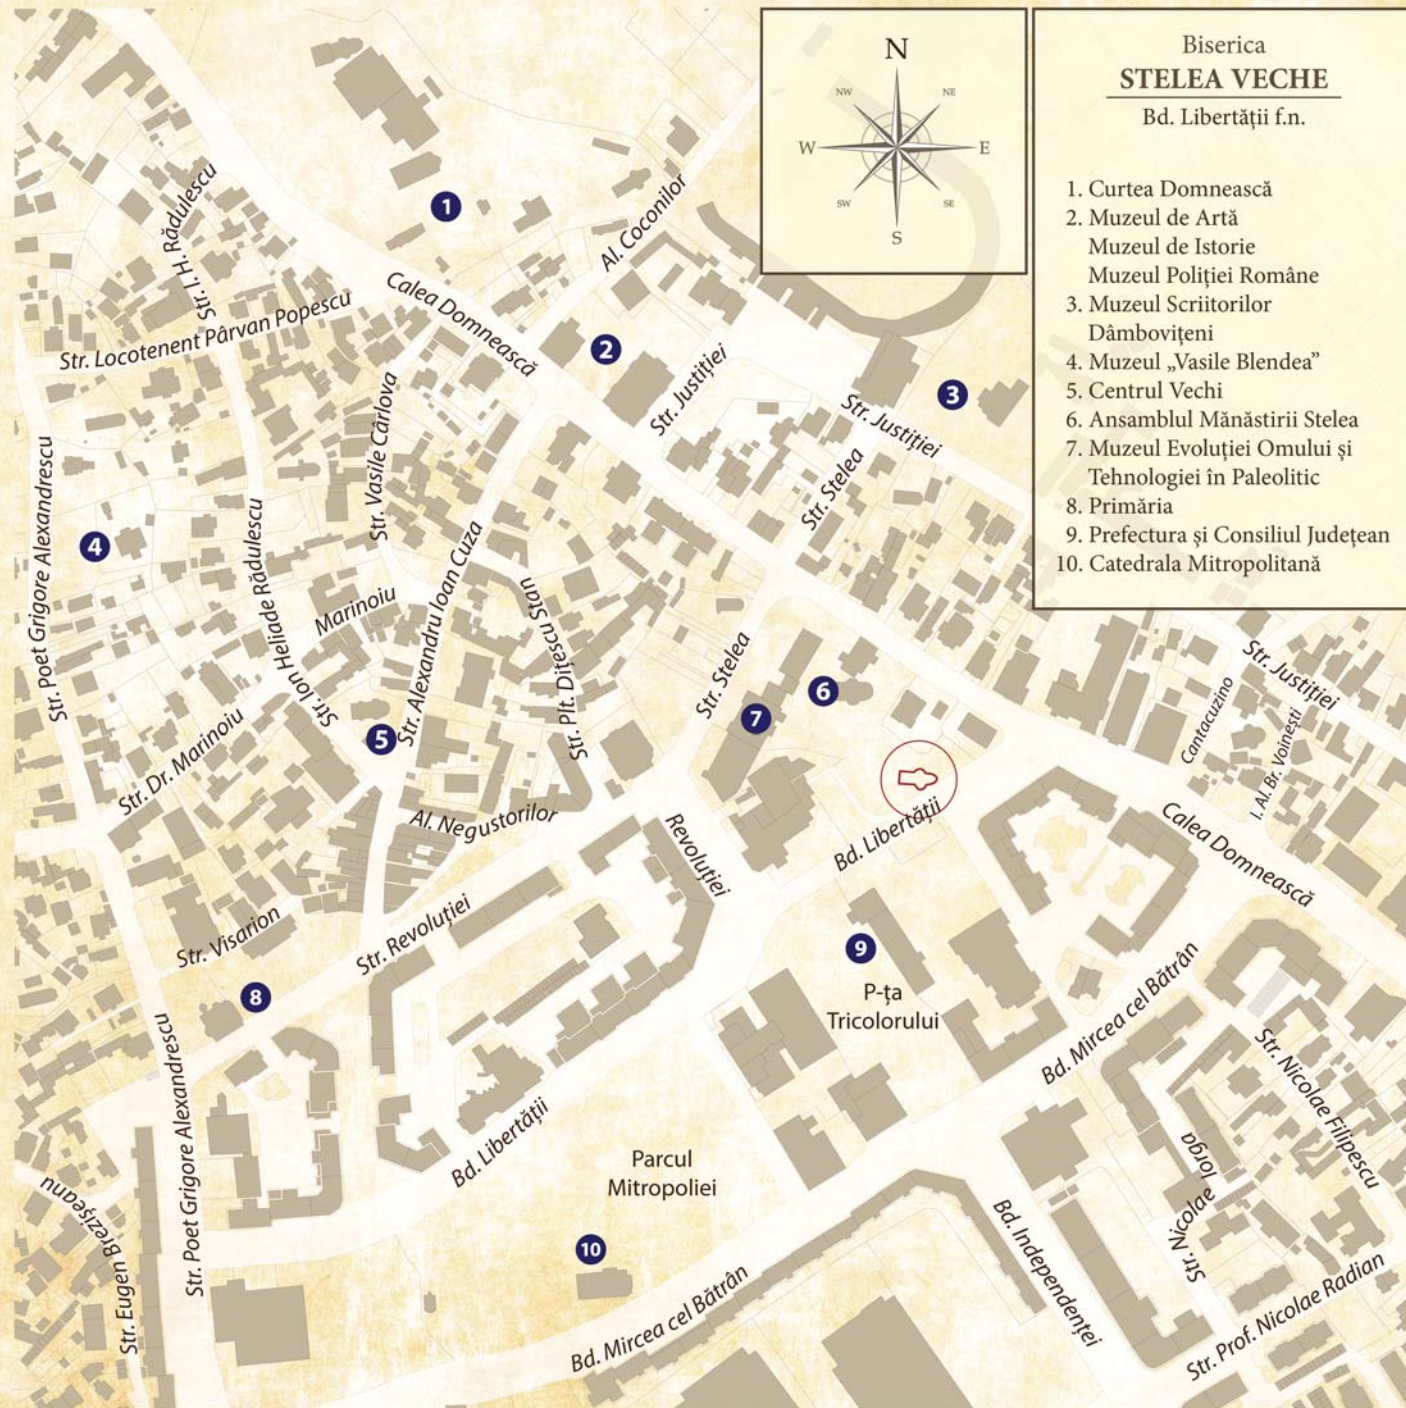 N
NW
NE
W
E
SW
SE
S
Biserica
STELEA VECHE
Bd. Libertății f.n.
1. Curtea Domnească
2. Muzeul de Artă
Muzeul de Istorie
Muzeul Poliției Române
3. Muzeul Scriitorilor
Dâmbovițeni
4. Muzeul „Vasile Blendea”
5. Centrul Vechi
6. Ansamblul Mănăstirii Stelea
7. Muzeul Evoluției Omului și
Tehnologiei în Paleolitic
8. Primăria
9. Prefectura și Consiliul Județean
10. Catedrala Mitropolitană
Str. I. H. Rădulescu
1
Al. Coconilor
Calea Domnească
Str. Locotenent Pârvan Popescu
2
Str. Justiției
3
Str. Justiției
Str. Vasile Cârlova
Str. Stelea
Str. Poet Grigore Alexandrescu
4
Str. Ion Heliade Rădulescu
Marinoiu
Str. Alexandru Ioan Cuza
Str. Plt. Dițescu Stan
Str. Stelea
6
7
5
Str. Dr. Marinoiu
Str. Justiției
Cantacuzino
I. Al. Br. Voinești
Al. Negustorilor
Revoluției
Bd. Libertății
Calea Domnească
Str. Visarion
Str. Revoluției
8
9
P-ța
Tricolorului
Bd. Mircea cel Bătrân
Str. Poet Grigore Alexandrescu
Bd. Libertății
Parcul
Mitropoliei
Str. Nicolae Filipescu
Iorga
Str. Nicolae
Str. Eugen Brezișeanu
10
Bd. Mircea cel Bătrân
Bd. Independenței
Str. Prof. Nicolae Radian